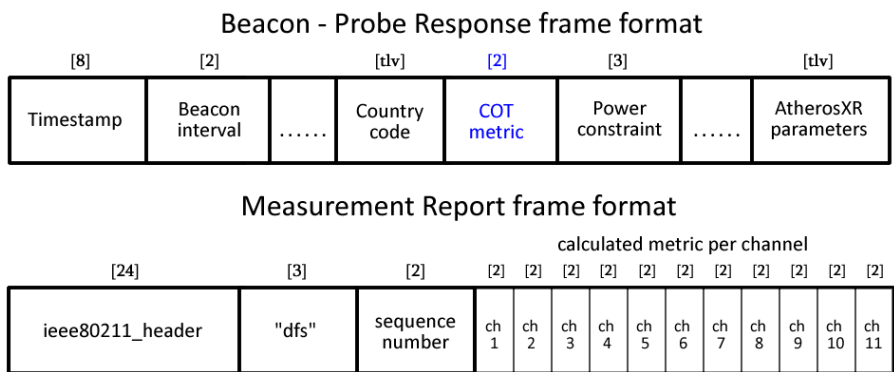 Beacon - Probe Response frame format
[8] [2] [tlv] [2] [3] [tlv]
Timestamp Beacon interval ...... Country code COT metric Power constraint ...... AtherosXR parameters
Measurement Report frame format
calculated metric per channel
[24] [3] [2] [2] [2] [2] [2] [2] [2] [2] [2] [2] [2] [2]
ieee80211_header "dfs" sequence number ch 1 ch 2 ch 3 ch 4 ch 5 ch 6 ch 7 ch 8 ch 9 ch 10 ch 11